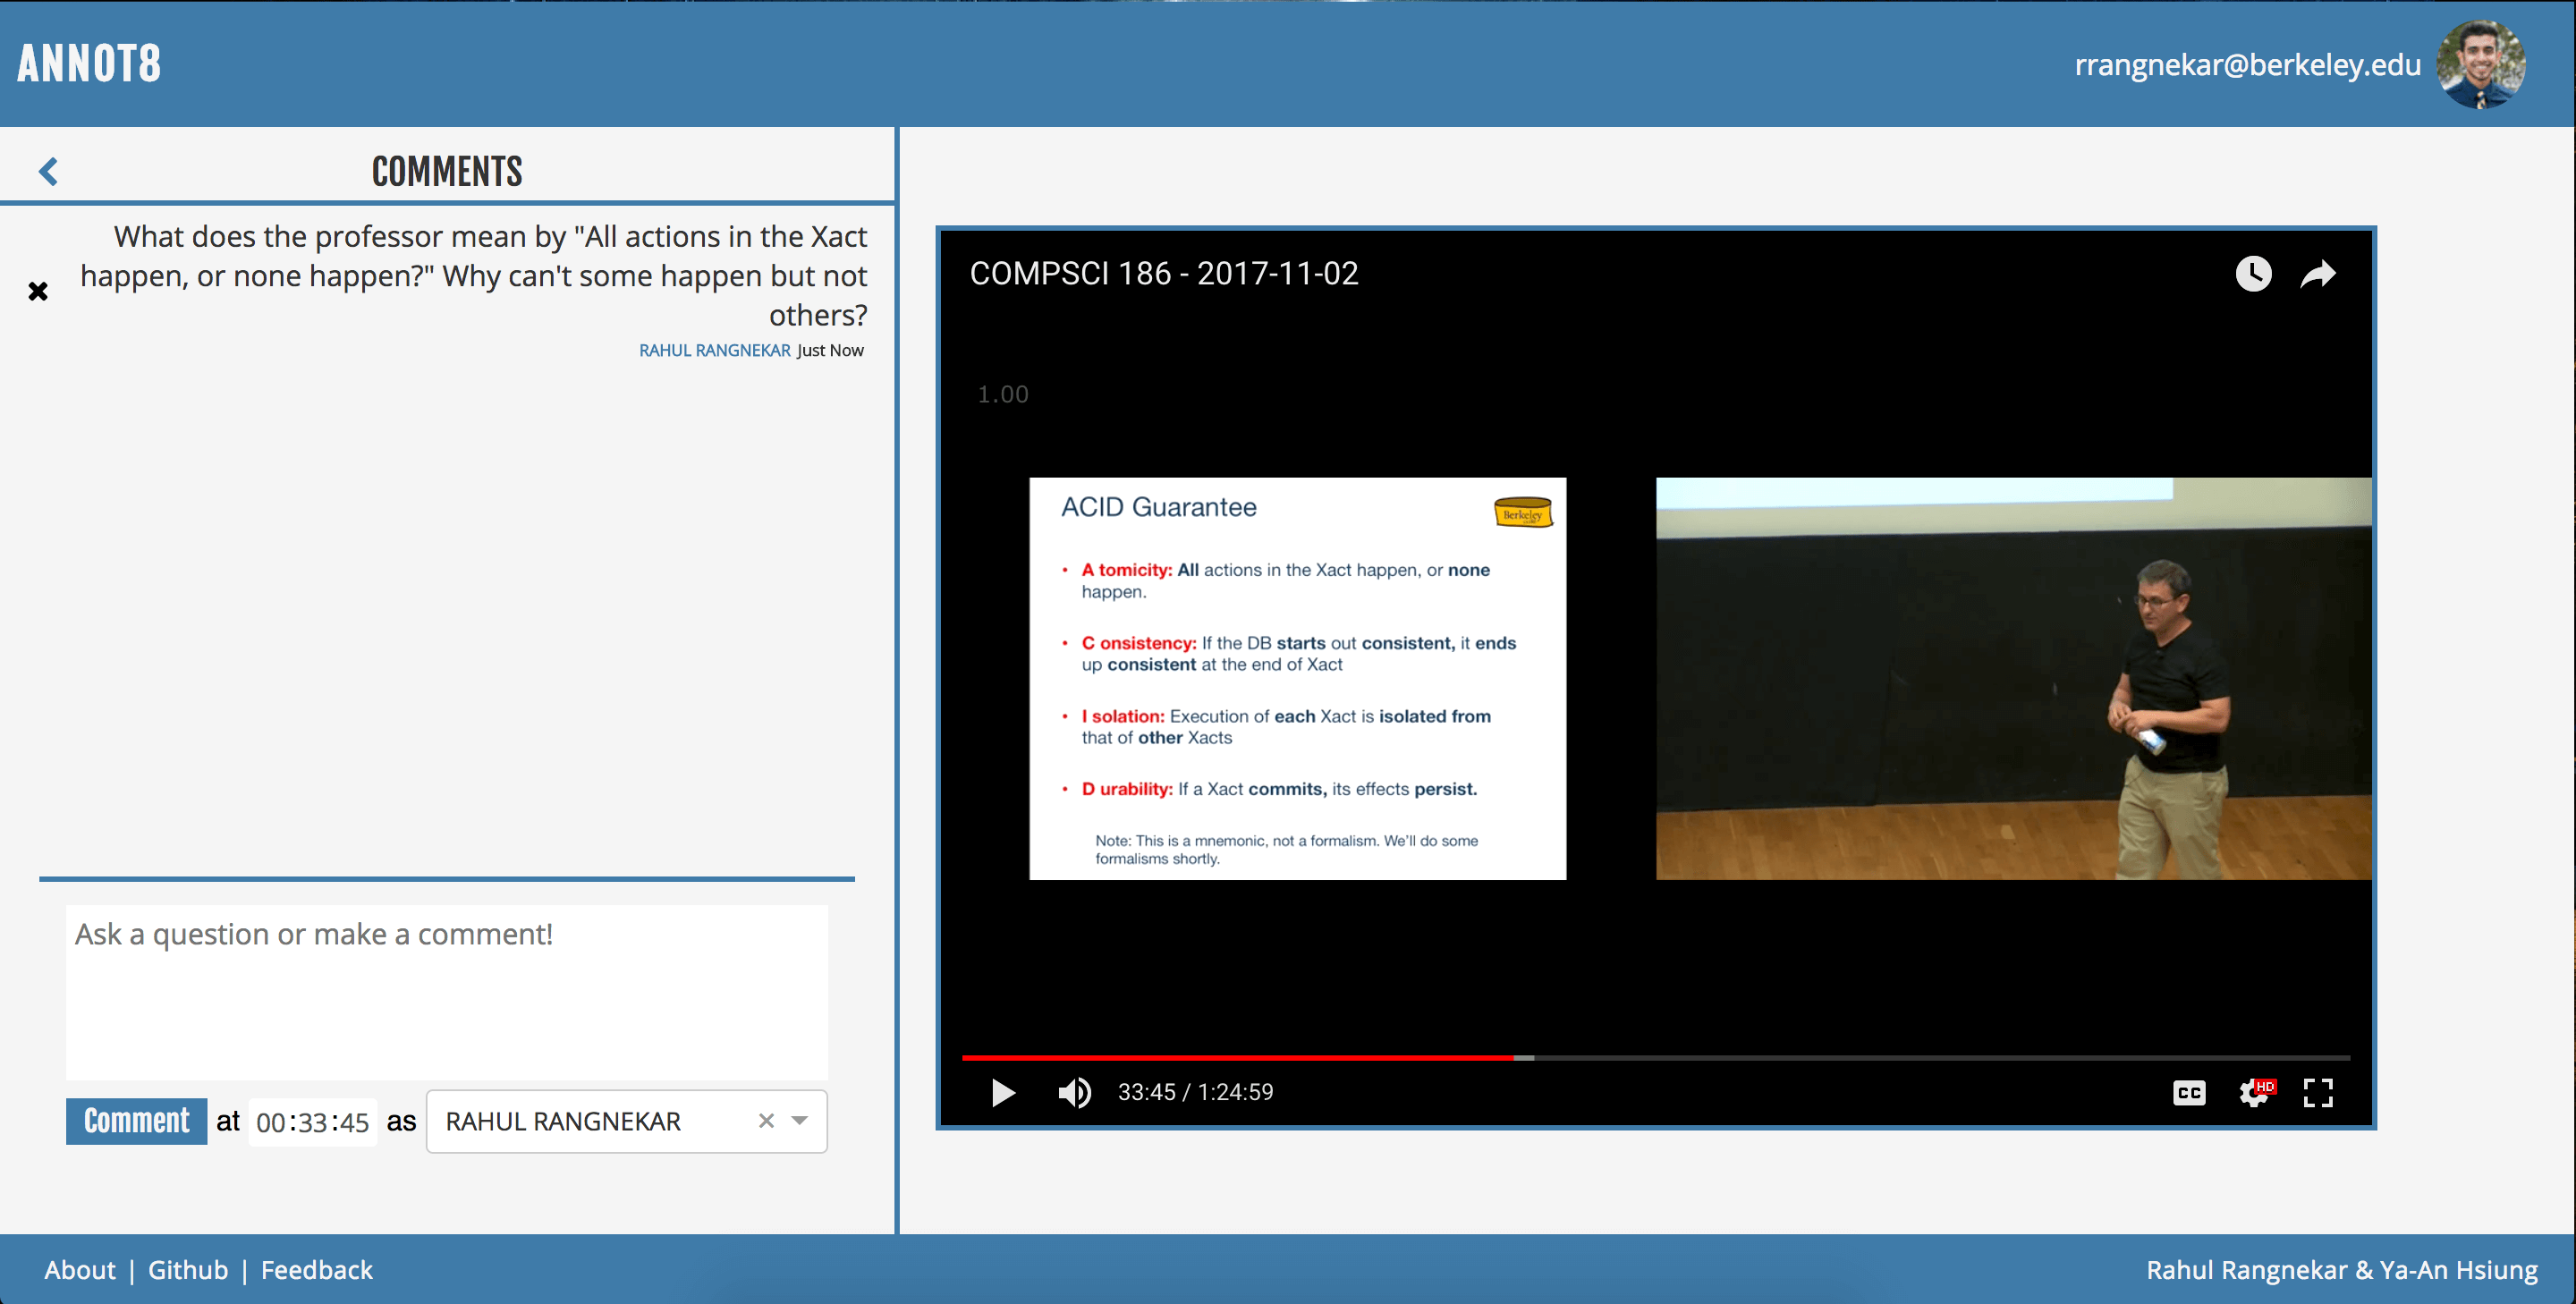 ANNOT8
rrangnekar@berkeley.edu
COMMENTS
What does the professor mean by "All actions in the Xact
happen, or none happen?" Why can't some happen but not
others?
RAHUL RANGNEKAR Just Now
Ask a question or make a comment!
Comment at 00:33:45 as RAHUL RANGNEKAR
COMPSCI 186 - 2017-11-02
1.00
ACID Guarantee
Berkeley
• A tomicity: All actions in the Xact happen, or none
happen.
• C onsistency: If the DB starts out consistent, it ends
up consistent at the end of Xact
• I solation: Execution of each Xact is isolated from
that of other Xacts
• D urability: If a Xact commits, its effects persist.
Note: This is a mnemonic, not a formalism. We'll do some
formalisms shortly.
33:45 / 1:24:59
CC
HD
About | Github | Feedback
Rahul Rangnekar & Ya-An Hsiung